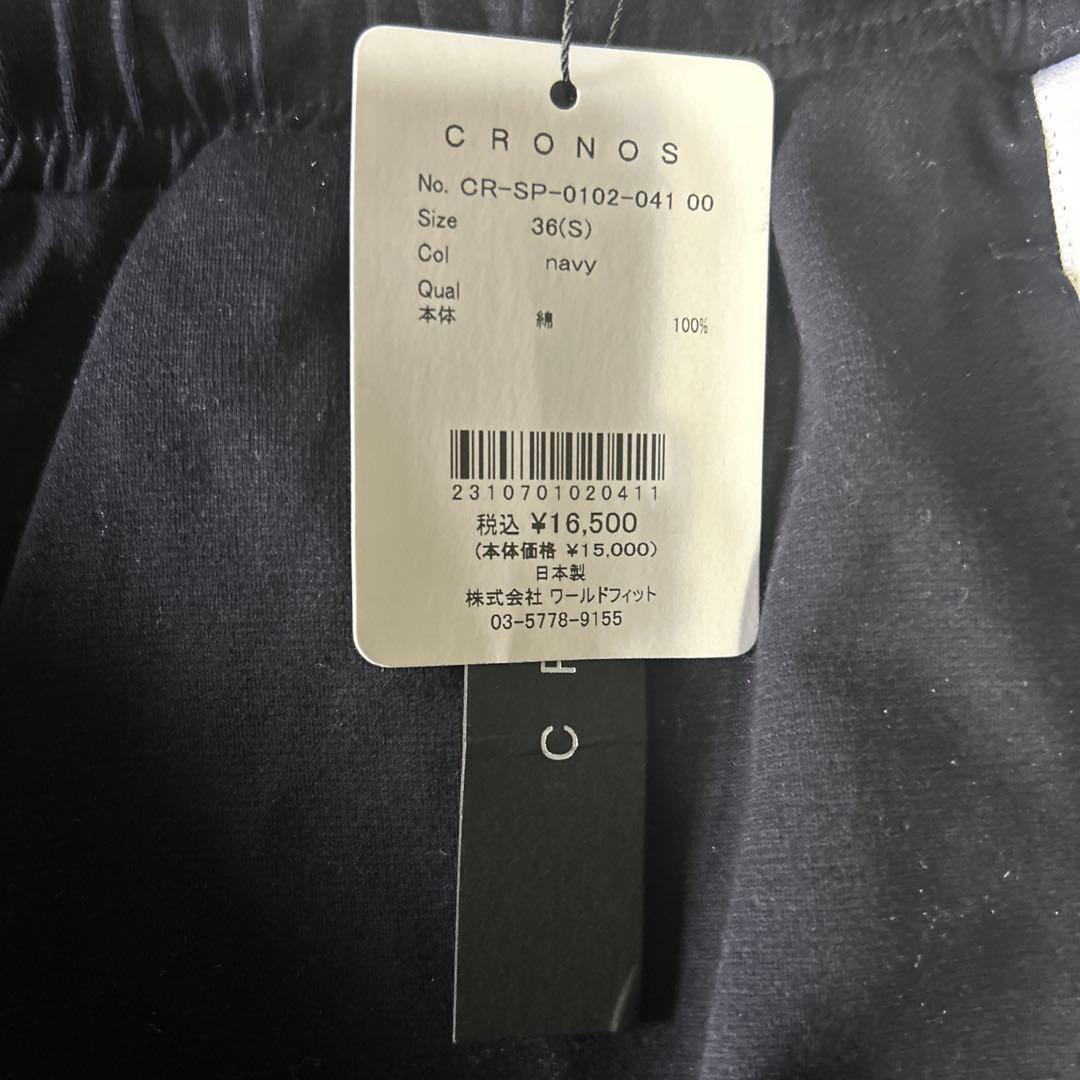 CRONOS
No. CR-SP-0102-041 00
Size 36(S)
Col navy
Qual
本体 綿 100%
2310701020411
税込 ¥16,500
(本体価格 ¥15,000)
日本製
株式会社 ワールドフィット
03-5778-9155
C